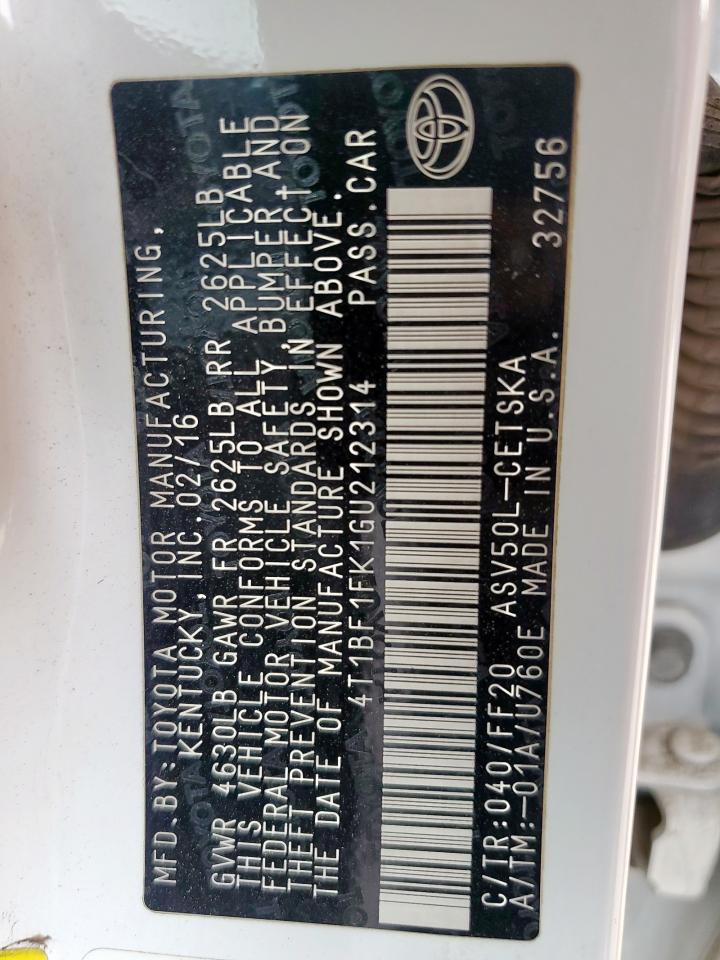 MFD.BY:TOYOTA MOTOR MANUFACTURING,
KENTUCKY,INC.02/16
GVWR 4630LB GAWR FR 2625LB RR 2625LB
THIS VEHICLE CONFORMS TO ALL APPLICABLE
FEDERAL MOTOR VEHICLE SAFETY,BUMPER,AND
THEFT PREVENTION STANDARDS IN EFFECT ON
THE DATE OF MANUFACTURE SHOWN ABOVE.
4T1BF1FK1GU212314 PASS.CAR
C/TR:040/FF20 ASV50L-CETSKA
A/TM:-01A/U760E MADE IN U.S.A. 32756